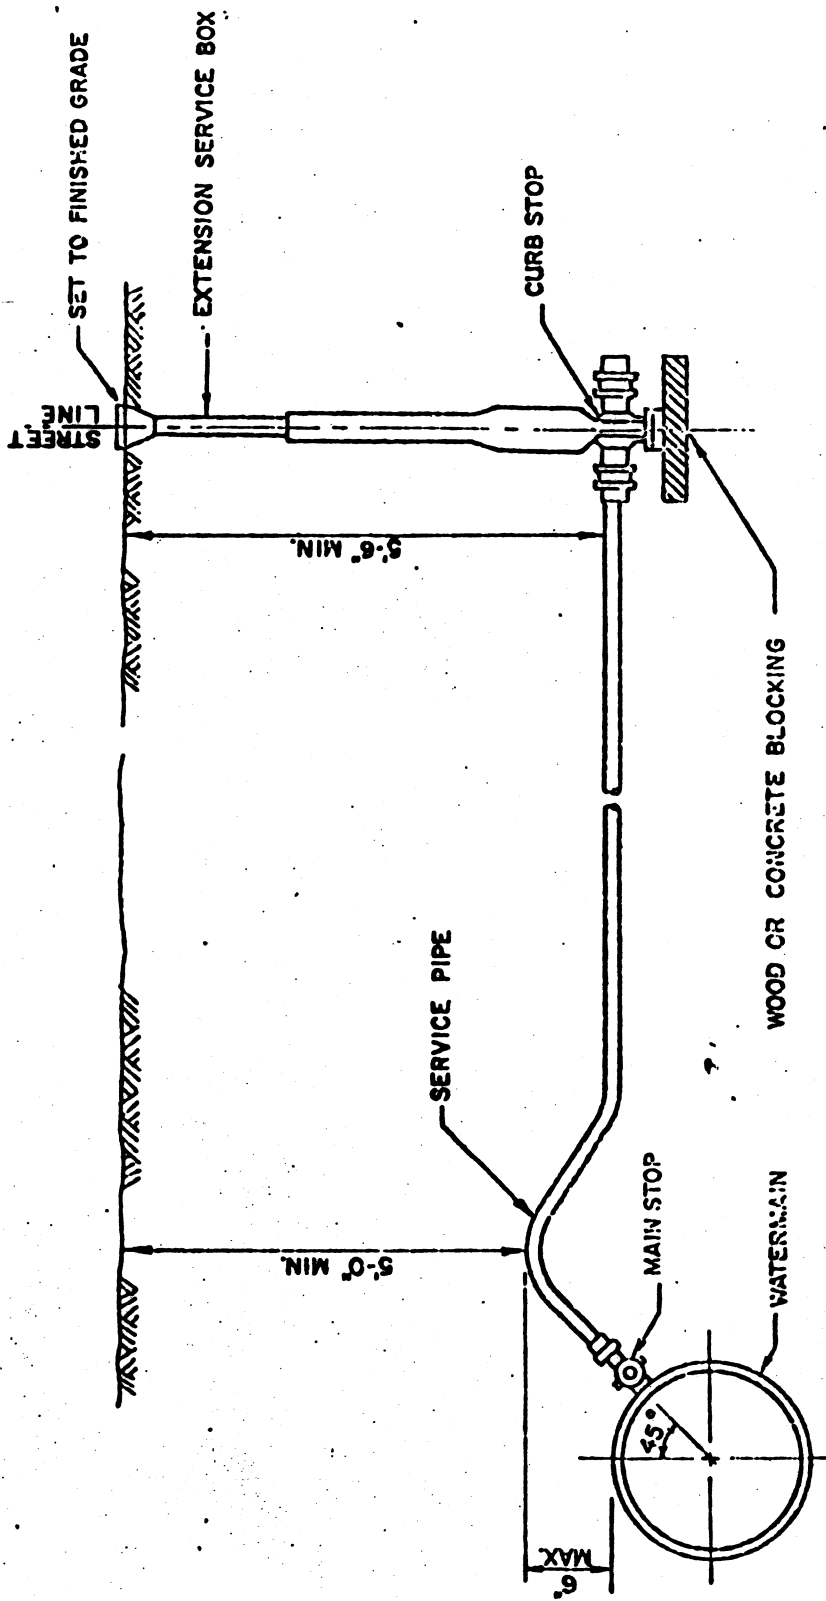 STREET
LINE
SET TO FINISHED GRADE
EXTENSION SERVICE BOX
5'-6" MIN.
CURB STOP
WOOD OR CONCRETE BLOCKING
SERVICE PIPE
5'-0" MIN.
MAIN STOP
WATERMAIN
45°
6"
MAX.